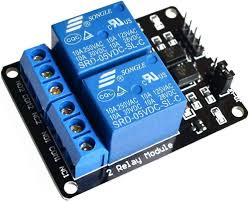 SONGLE
10A 250VAC 10A 125VAC
10A 30VDC 10A 28VDC
SRD-05VDC-SL-C
SONGLE
10A 250VAC 10A 125VAC
10A 30VDC 10A 28VDC
SRD-05VDC-SL-C
2 Relay Module